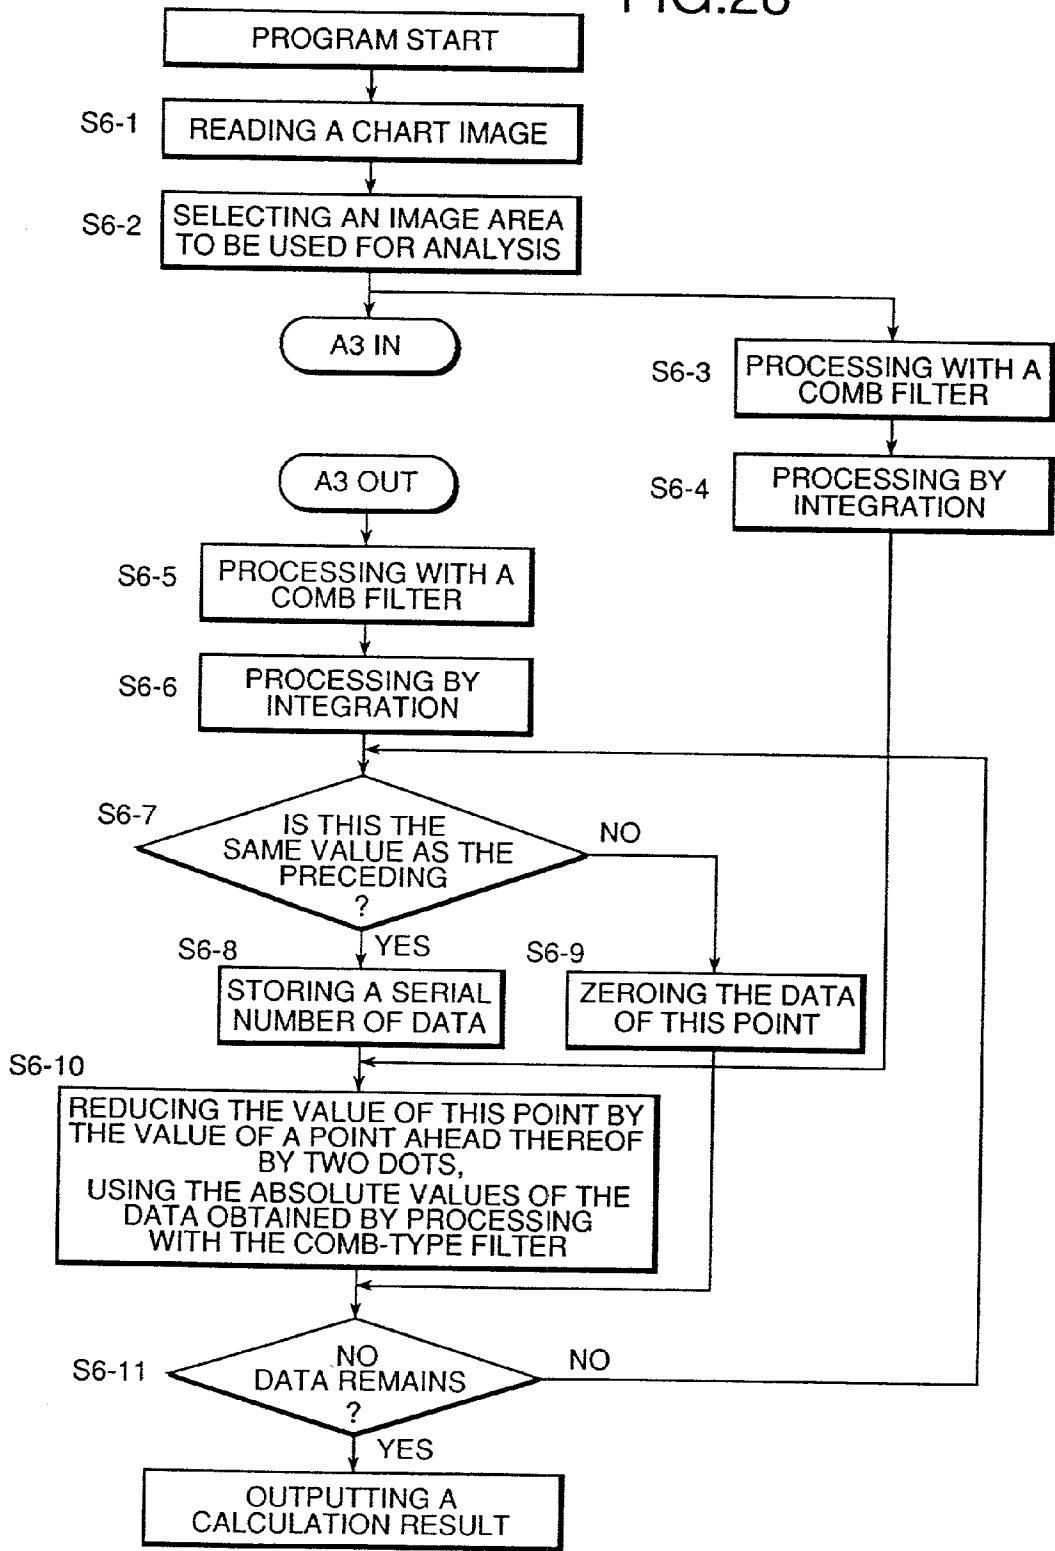 PROGRAM START
S6-1
READING A CHART IMAGE
S6-2
SELECTING AN IMAGE AREA
TO BE USED FOR ANALYSIS
A3 IN
S6-3
PROCESSING WITH A
COMB FILTER
A3 OUT
S6-4
PROCESSING BY
INTEGRATION
S6-5
PROCESSING WITH A
COMB FILTER
S6-6
PROCESSING BY
INTEGRATION
S6-7
IS THIS THE
SAME VALUE AS THE
PRECEDING
?
NO
YES
S6-8
STORING A SERIAL
NUMBER OF DATA
S6-9
ZEROING THE DATA
OF THIS POINT
S6-10
REDUCING THE VALUE OF THIS POINT BY
THE VALUE OF A POINT AHEAD THEREOF
BY TWO DOTS,
USING THE ABSOLUTE VALUES OF THE
DATA OBTAINED BY PROCESSING
WITH THE COMB-TYPE FILTER
S6-11
NO
DATA REMAINS
?
NO
YES
OUTPUTTING A
CALCULATION RESULT